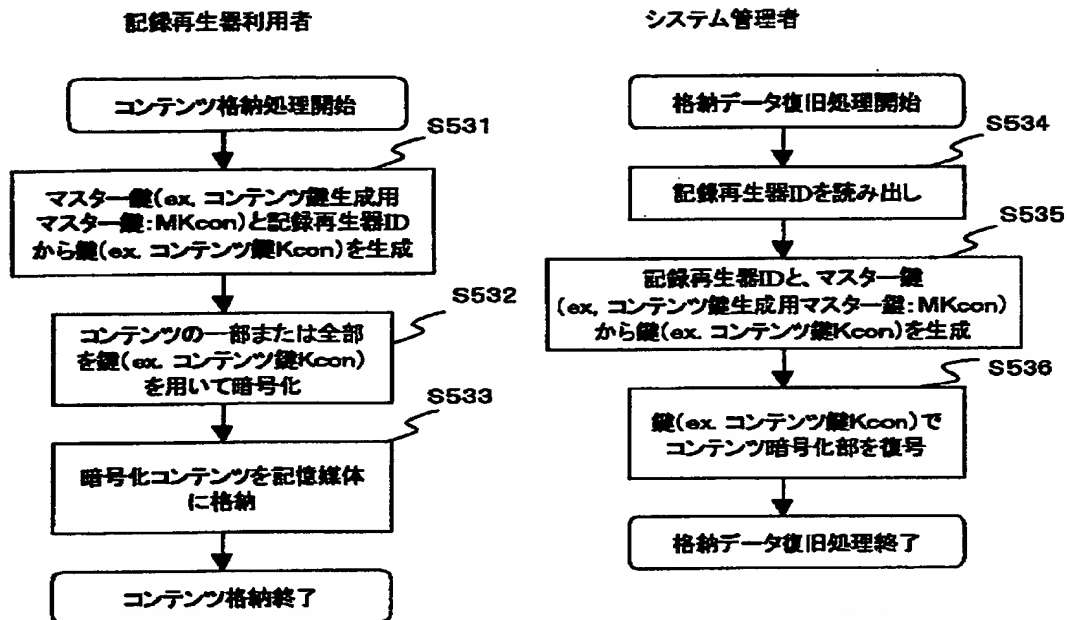 記録再生器利用者
コンテンツ格納処理開始
S531
マスター鍵(ex, コンテンツ鍵生成用
マスター鍵:MKcon)と記録再生器ID
から鍵(ex. コンテンツ鍵Kcon)を生成
S532
コンテンツの一部または全部
を鍵(ex. コンテンツ鍵Kcon)
を用いて暗号化
S533
暗号化コンテンツを記憶媒体
に格納
コンテンツ格納終了
システム管理者
格納データ復旧処理開始
S534
記録再生器IDを読み出し
S535
記録再生器IDと、マスター鍵
(ex, コンテンツ鍵生成用マスター鍵:MKcon)
から鍵(ex. コンテンツ鍵Kcon)を生成
S536
鍵(ex. コンテンツ鍵Kcon)で
コンテンツ暗号化部を復号
格納データ復旧処理終了